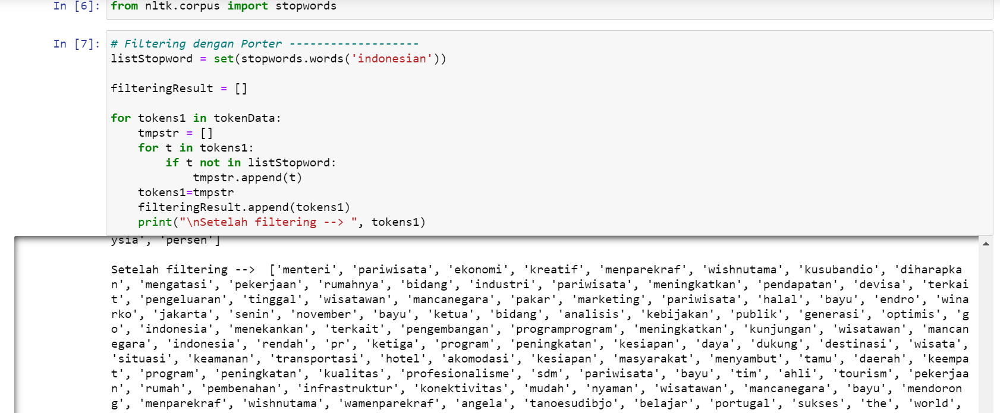 In [6]: from nltk.corpus import stopwords
In [7]: # Filtering dengan Porter -------------------
listStopword = set(stopwords.words('indonesian'))
filteringResult = []
for tokens1 in tokenData:
    tmpstr = []
    for t in tokens1:
        if t not in listStopword:
            tmpstr.append(t)
    tokens1=tmpstr
    filteringResult.append(tokens1)
    print("\nSetelah filtering --> ", tokens1)
ysia', 'persen']
Setelah filtering -->  ['menteri', 'pariwisata', 'ekonomi', 'kreatif', 'menparekraf', 'wishnutama', 'kusubandio', 'diharapka
n', 'mengatasi', 'pekerjaan', 'rumahnya', 'bidang', 'industri', 'pariwisata', 'meningkatkan', 'pendapatan', 'devisa', 'terkai
t', 'pengeluaran', 'tinggal', 'wisatawan', 'mancanegara', 'pakar', 'marketing', 'pariwisata', 'halal', 'bayu', 'endro', 'wina
rko', 'jakarta', 'senin', 'november', 'bayu', 'ketua', 'bidang', 'analisis', 'kebijakan', 'publik', 'generasi', 'optimis', 'g
o', 'indonesia', 'menekankan', 'terkait', 'pengembangan', 'programprogram', 'meningkatkan', 'kunjungan', 'wisatawan', 'mancan
egara', 'indonesia', 'rendah', 'pr', 'ketiga', 'program', 'peningkatan', 'kesiapan', 'daya', 'dukung', 'destinasi', 'wisata',
'situasi', 'keamanan', 'transportasi', 'hotel', 'akomodasi', 'kesiapan', 'masyarakat', 'menyambut', 'tamu', 'daerah', 'keempa
t', 'program', 'peningkatan', 'kualitas', 'profesionalisme', 'sdm', 'pariwisata', 'bayu', 'tim', 'ahli', 'tourism', 'pekerjaa
n', 'rumah', 'pembenahan', 'infrastruktur', 'konektivitas', 'mudah', 'nyaman', 'wisatawan', 'mancanegara', 'bayu', 'mendoron
g', 'menparekraf', 'wishnutama', 'wamenparekraf', 'angela', 'tanoesudibjo', 'belajar', 'portugal', 'sukses', 'the', 'world',